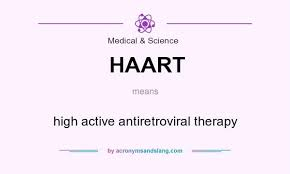 Medical & Science
HAART
means
high active antiretroviral therapy
by acronymsandslang.com